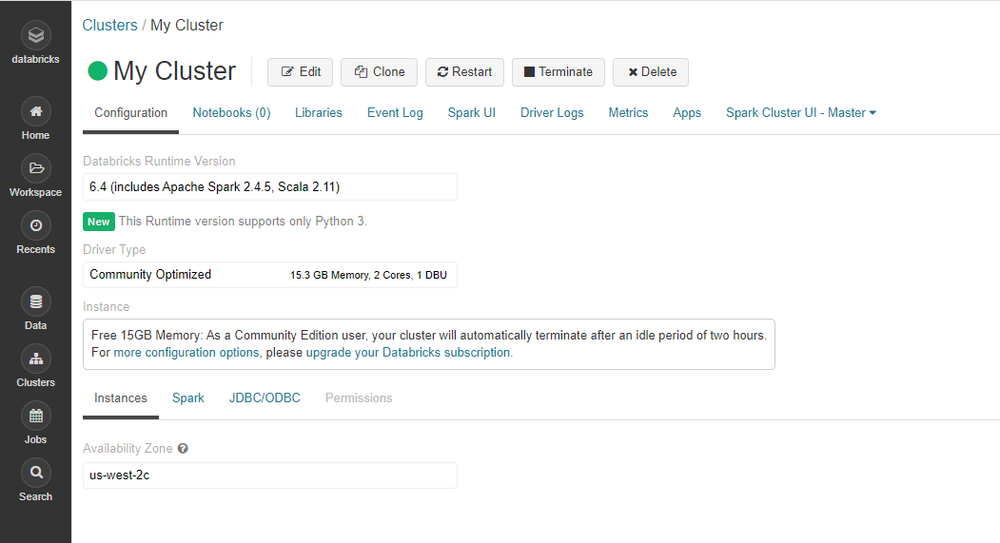 databricks
Home
Workspace
Recents
Data
Clusters
Jobs
Search
Clusters / My Cluster
My Cluster Edit Clone Restart Terminate Delete
Configuration Notebooks (0) Libraries Event Log Spark UI Driver Logs Metrics Apps Spark Cluster UI - Master
Databricks Runtime Version
6.4 (includes Apache Spark 2.4.5, Scala 2.11)
New This Runtime version supports only Python 3.
Driver Type
Community Optimized 15.3 GB Memory, 2 Cores, 1 DBU
Instance
Free 15GB Memory: As a Community Edition user, your cluster will automatically terminate after an idle period of two hours.
For more configuration options, please upgrade your Databricks subscription.
Instances Spark JDBC/ODBC Permissions
Availability Zone ?
us-west-2c